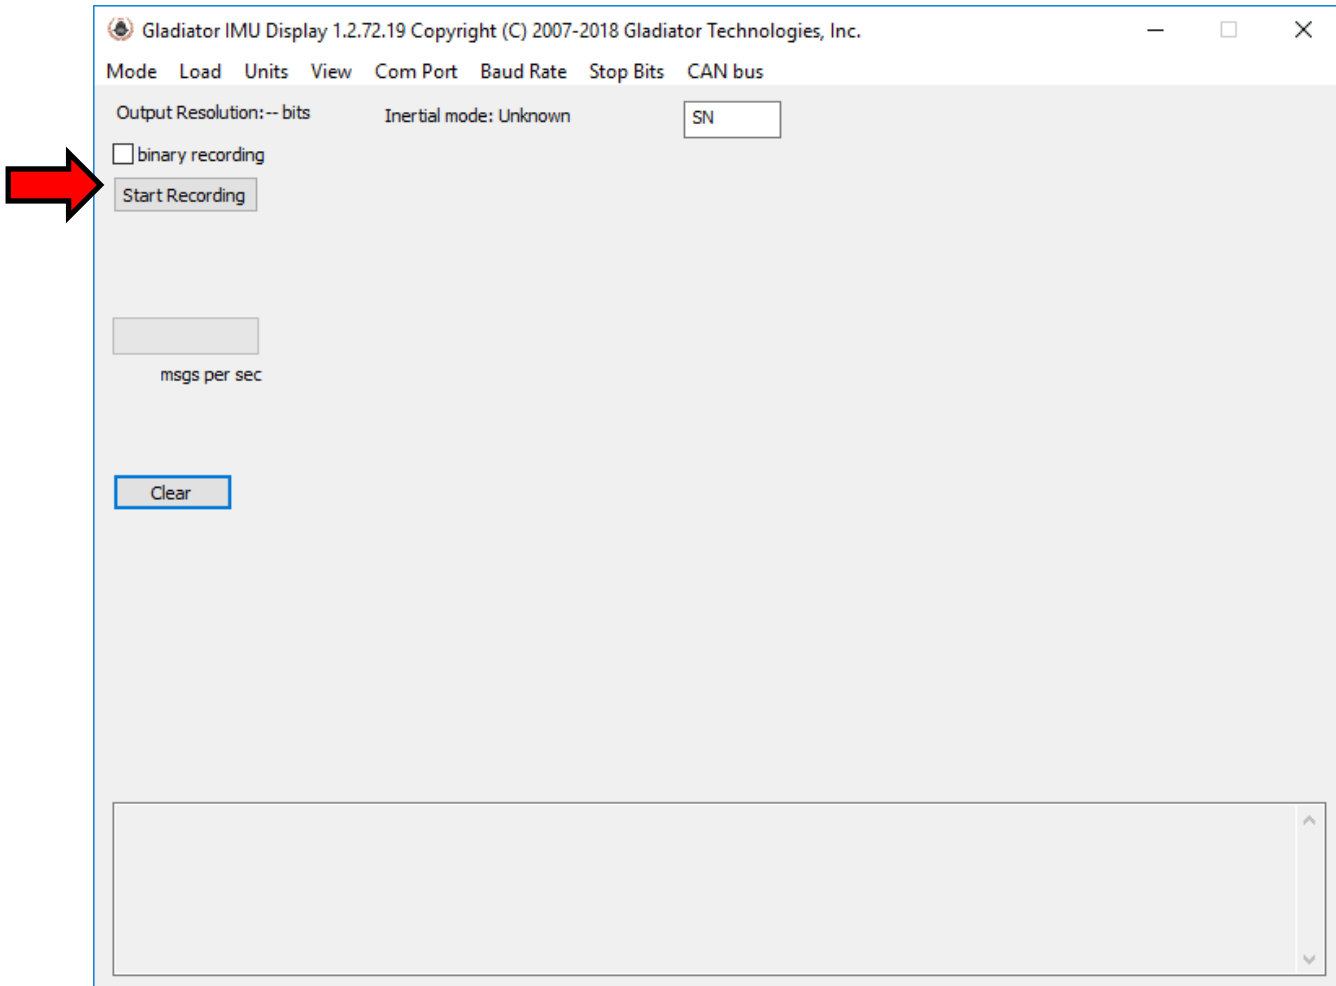 Gladiator IMU Display 1.2.72.19 Copyright (C) 2007-2018 Gladiator Technologies, Inc.
Mode Load Units View Com Port Baud Rate Stop Bits CAN bus
Output Resolution:-- bits Inertial mode: Unknown SN
binary recording
Start Recording
msgs per sec
Clear